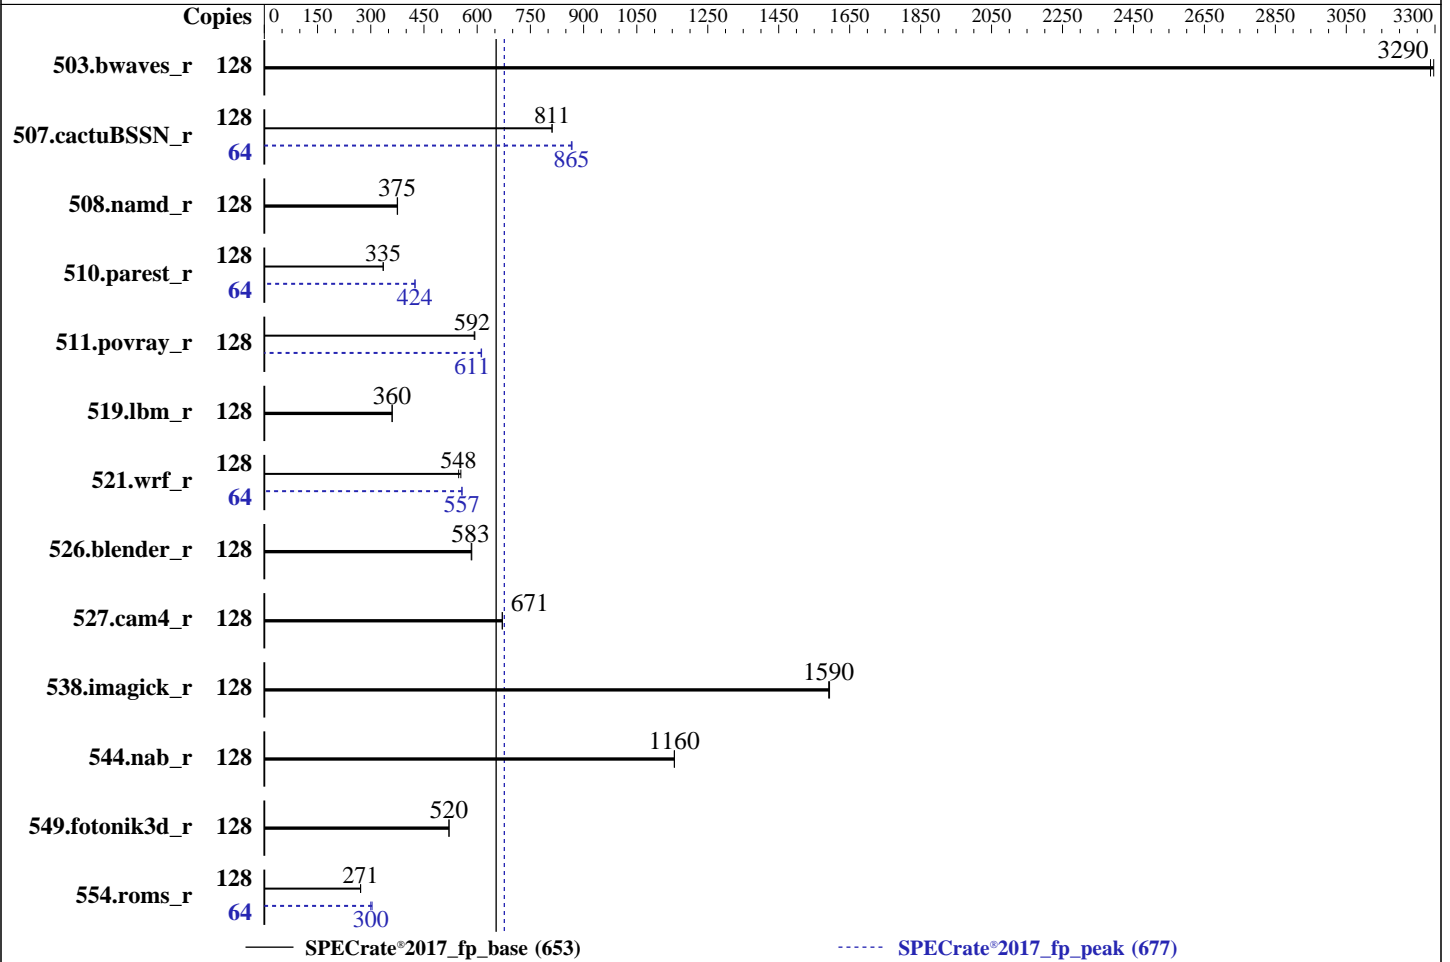 Copies 0 150 300 450 600 750 900 1050 1250 1450 1650 1850 2050 2250 2450 2650 2850 3050 3300
503.bwaves_r 128 3290
507.cactuBSSN_r 128 811
64 865
508.namd_r 128 375
510.parest_r 128 335
64 424
511.povray_r 128 592
611
519.lbm_r 128 360
521.wrf_r 128 548
64 557
526.blender_r 128 583
527.cam4_r 128 671
538.imagick_r 128 1590
544.nab_r 128 1160
549.fotonik3d_r 128 520
554.roms_r 128 271
64 300
SPECrate®2017_fp_base (653) SPECrate®2017_fp_peak (677)